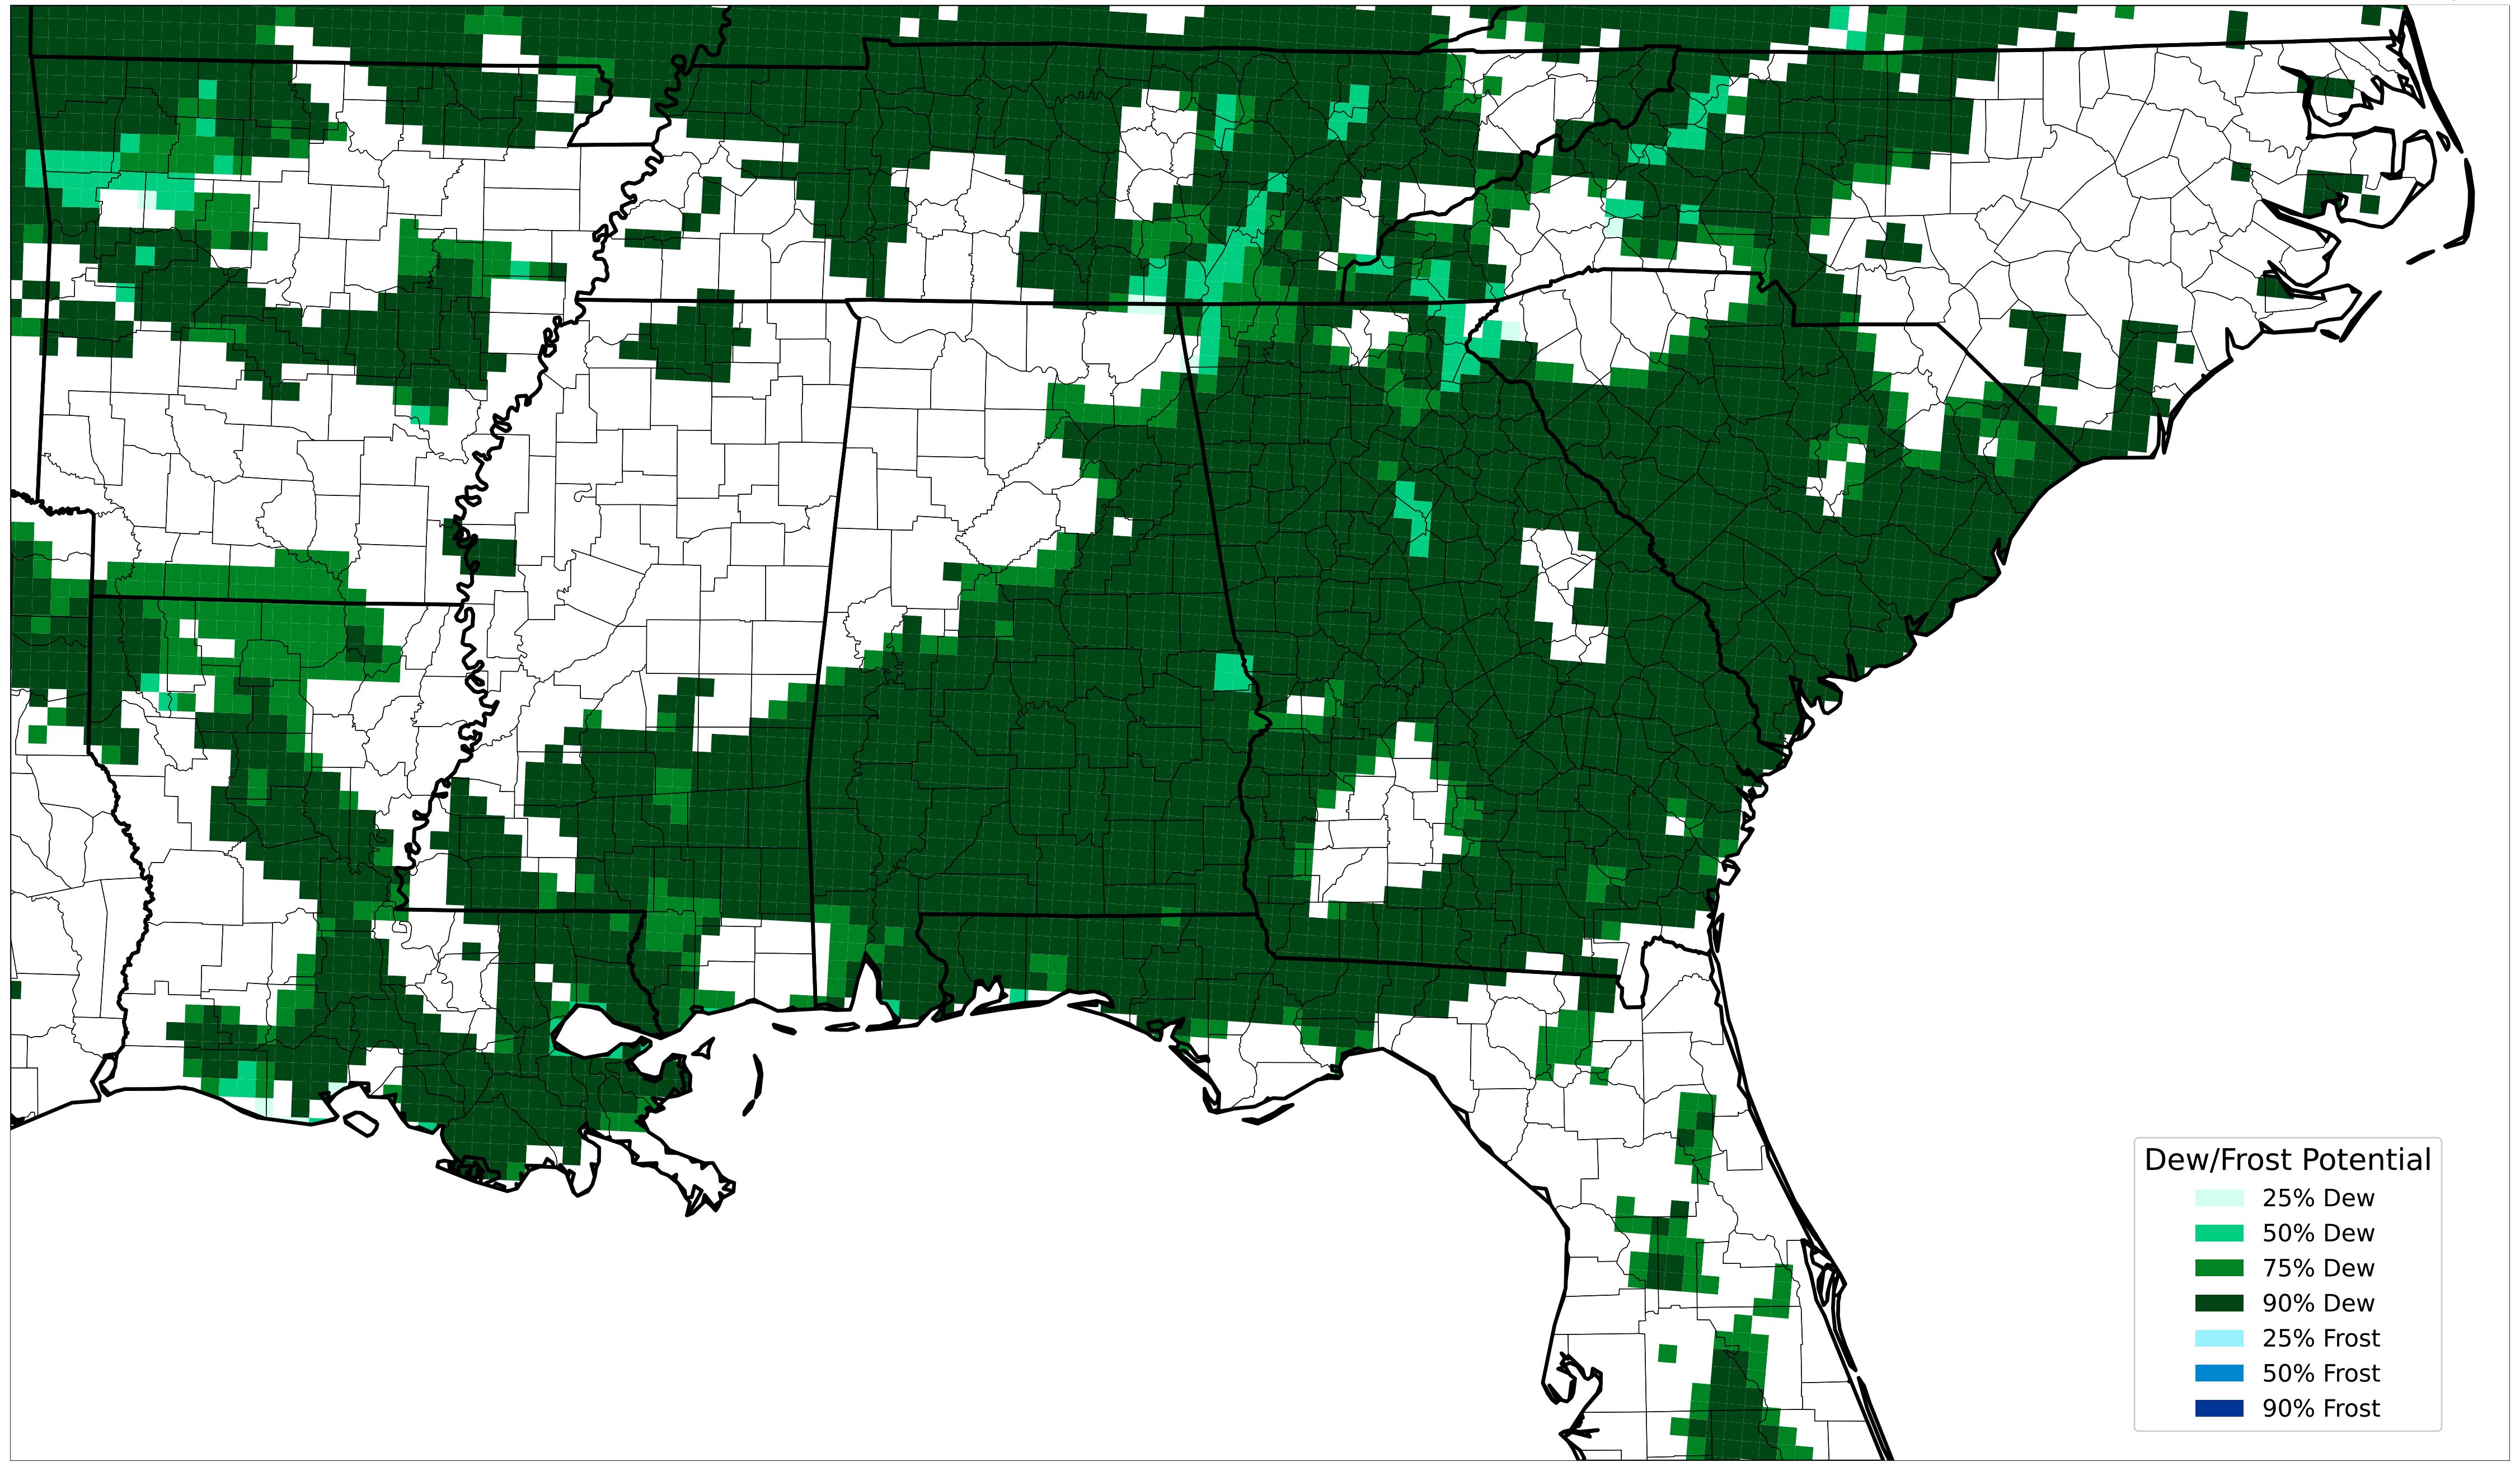 Dew/Frost Potential
25% Dew
50% Dew
75% Dew
90% Dew
25% Frost
50% Frost
90% Frost